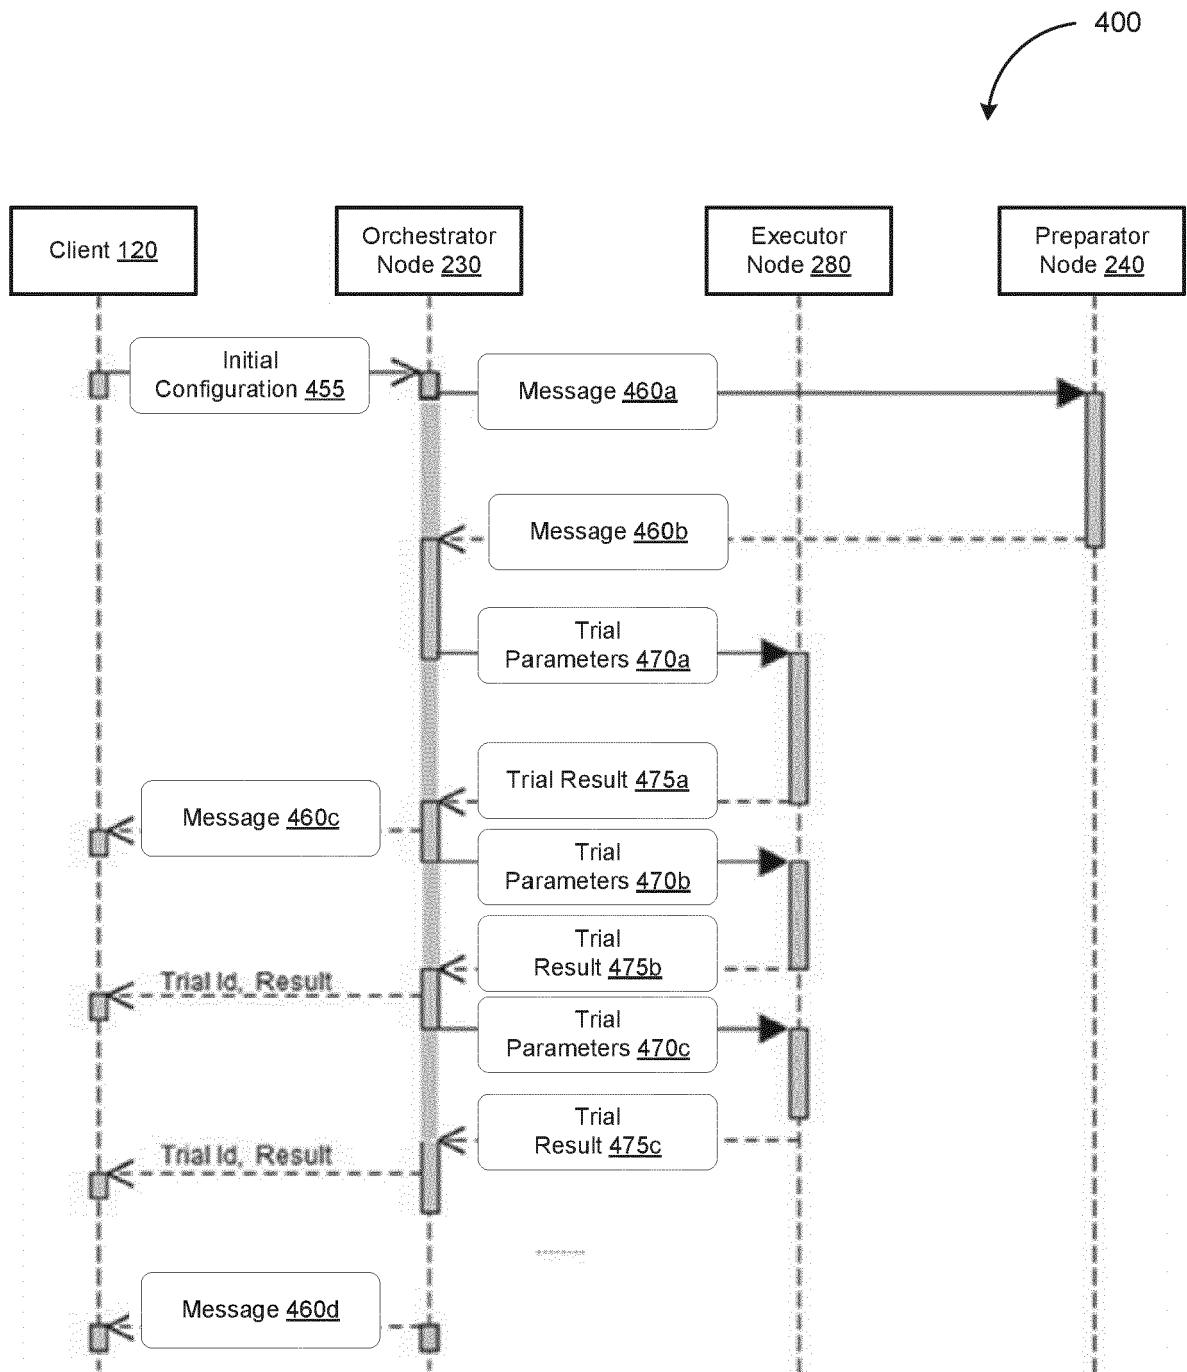 400
Client 120
Orchestrator
Node 230
Executor
Node 280
Preparator
Node 240
Initial
Configuration 455
Message 460a
Message 460b
Trial
Parameters 470a
Trial Result 475a
Message 460c
Trial
Parameters 470b
Trial
Result 475b
Trial Id, Result
Trial
Parameters 470c
Trial
Result 475c
Trial Id, Result
Message 460d